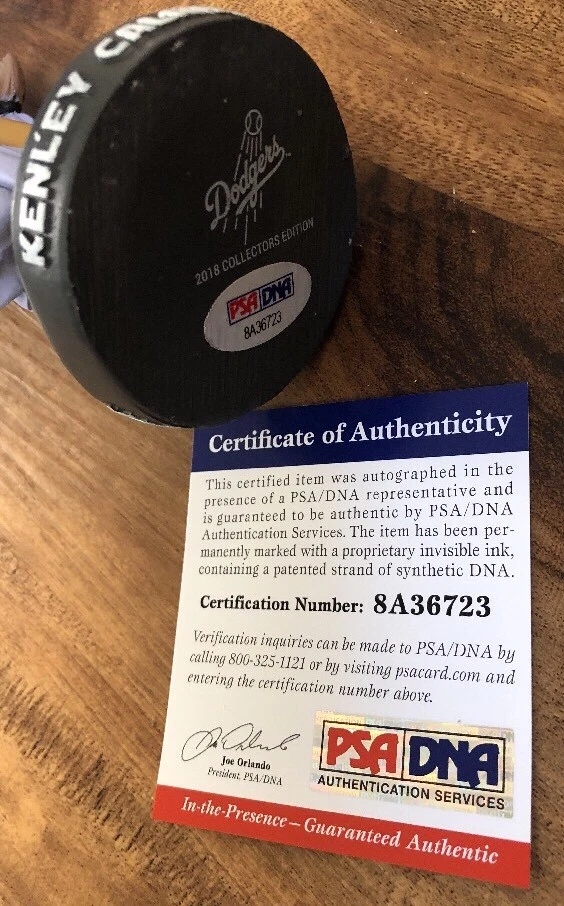 KENLEY
Dodgers
2018 COLLECTORS EDITION
PSA DNA
8A36723
Certificate of Authenticity
This certified item was autographed in the
presence of a PSA/DNA representative and
is guaranteed to be authentic by PSA/DNA
Authentication Services. The item has been per-
manently marked with a proprietary invisible ink,
containing a patented strand of synthetic DNA.
Certification Number: 8A36723
Verification inquiries can be made to PSA/DNA by
calling 800-325-1121 or by visiting psacard.com and
entering the certification number above.
Joe Orlando
President, PSA/DNA
PSA DNA
AUTHENTICATION SERVICES
In-the-Presence – Guaranteed Authentic